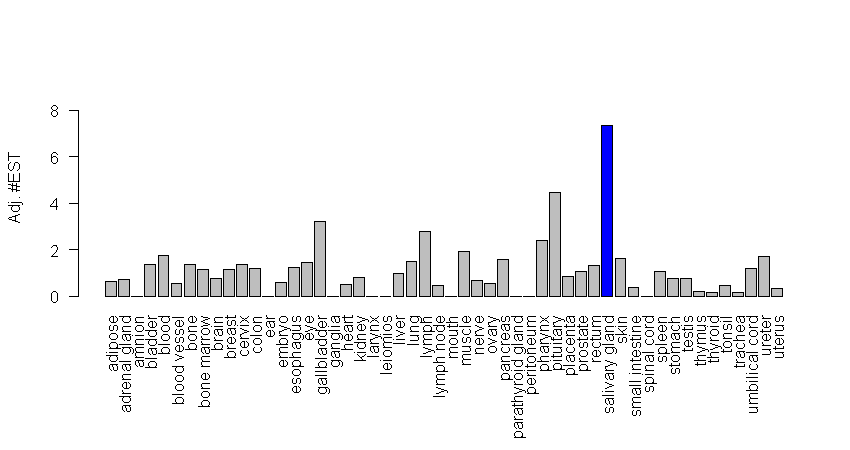 8
6
4
2
0
Adj. #EST
adipose
adrenal gland
amnion
bladder
blood
blood vessel
bone
bone marrow
brain
breast
cervix
colon
ear
embryo
esophagus
eye
gallbladder
ganglia
heart
kidney
larynx
leiomios
liver
lung
lymph
lymph node
mouth
muscle
nerve
ovary
pancreas
parathyroid gland
peritoneum
pharynx
pituitary
placenta
prostate
rectum
salivary gland
skin
small intestine
spinal cord
spleen
stomach
testis
thymus
thyroid
tonsil
trachea
umbilical cord
ureter
uterus